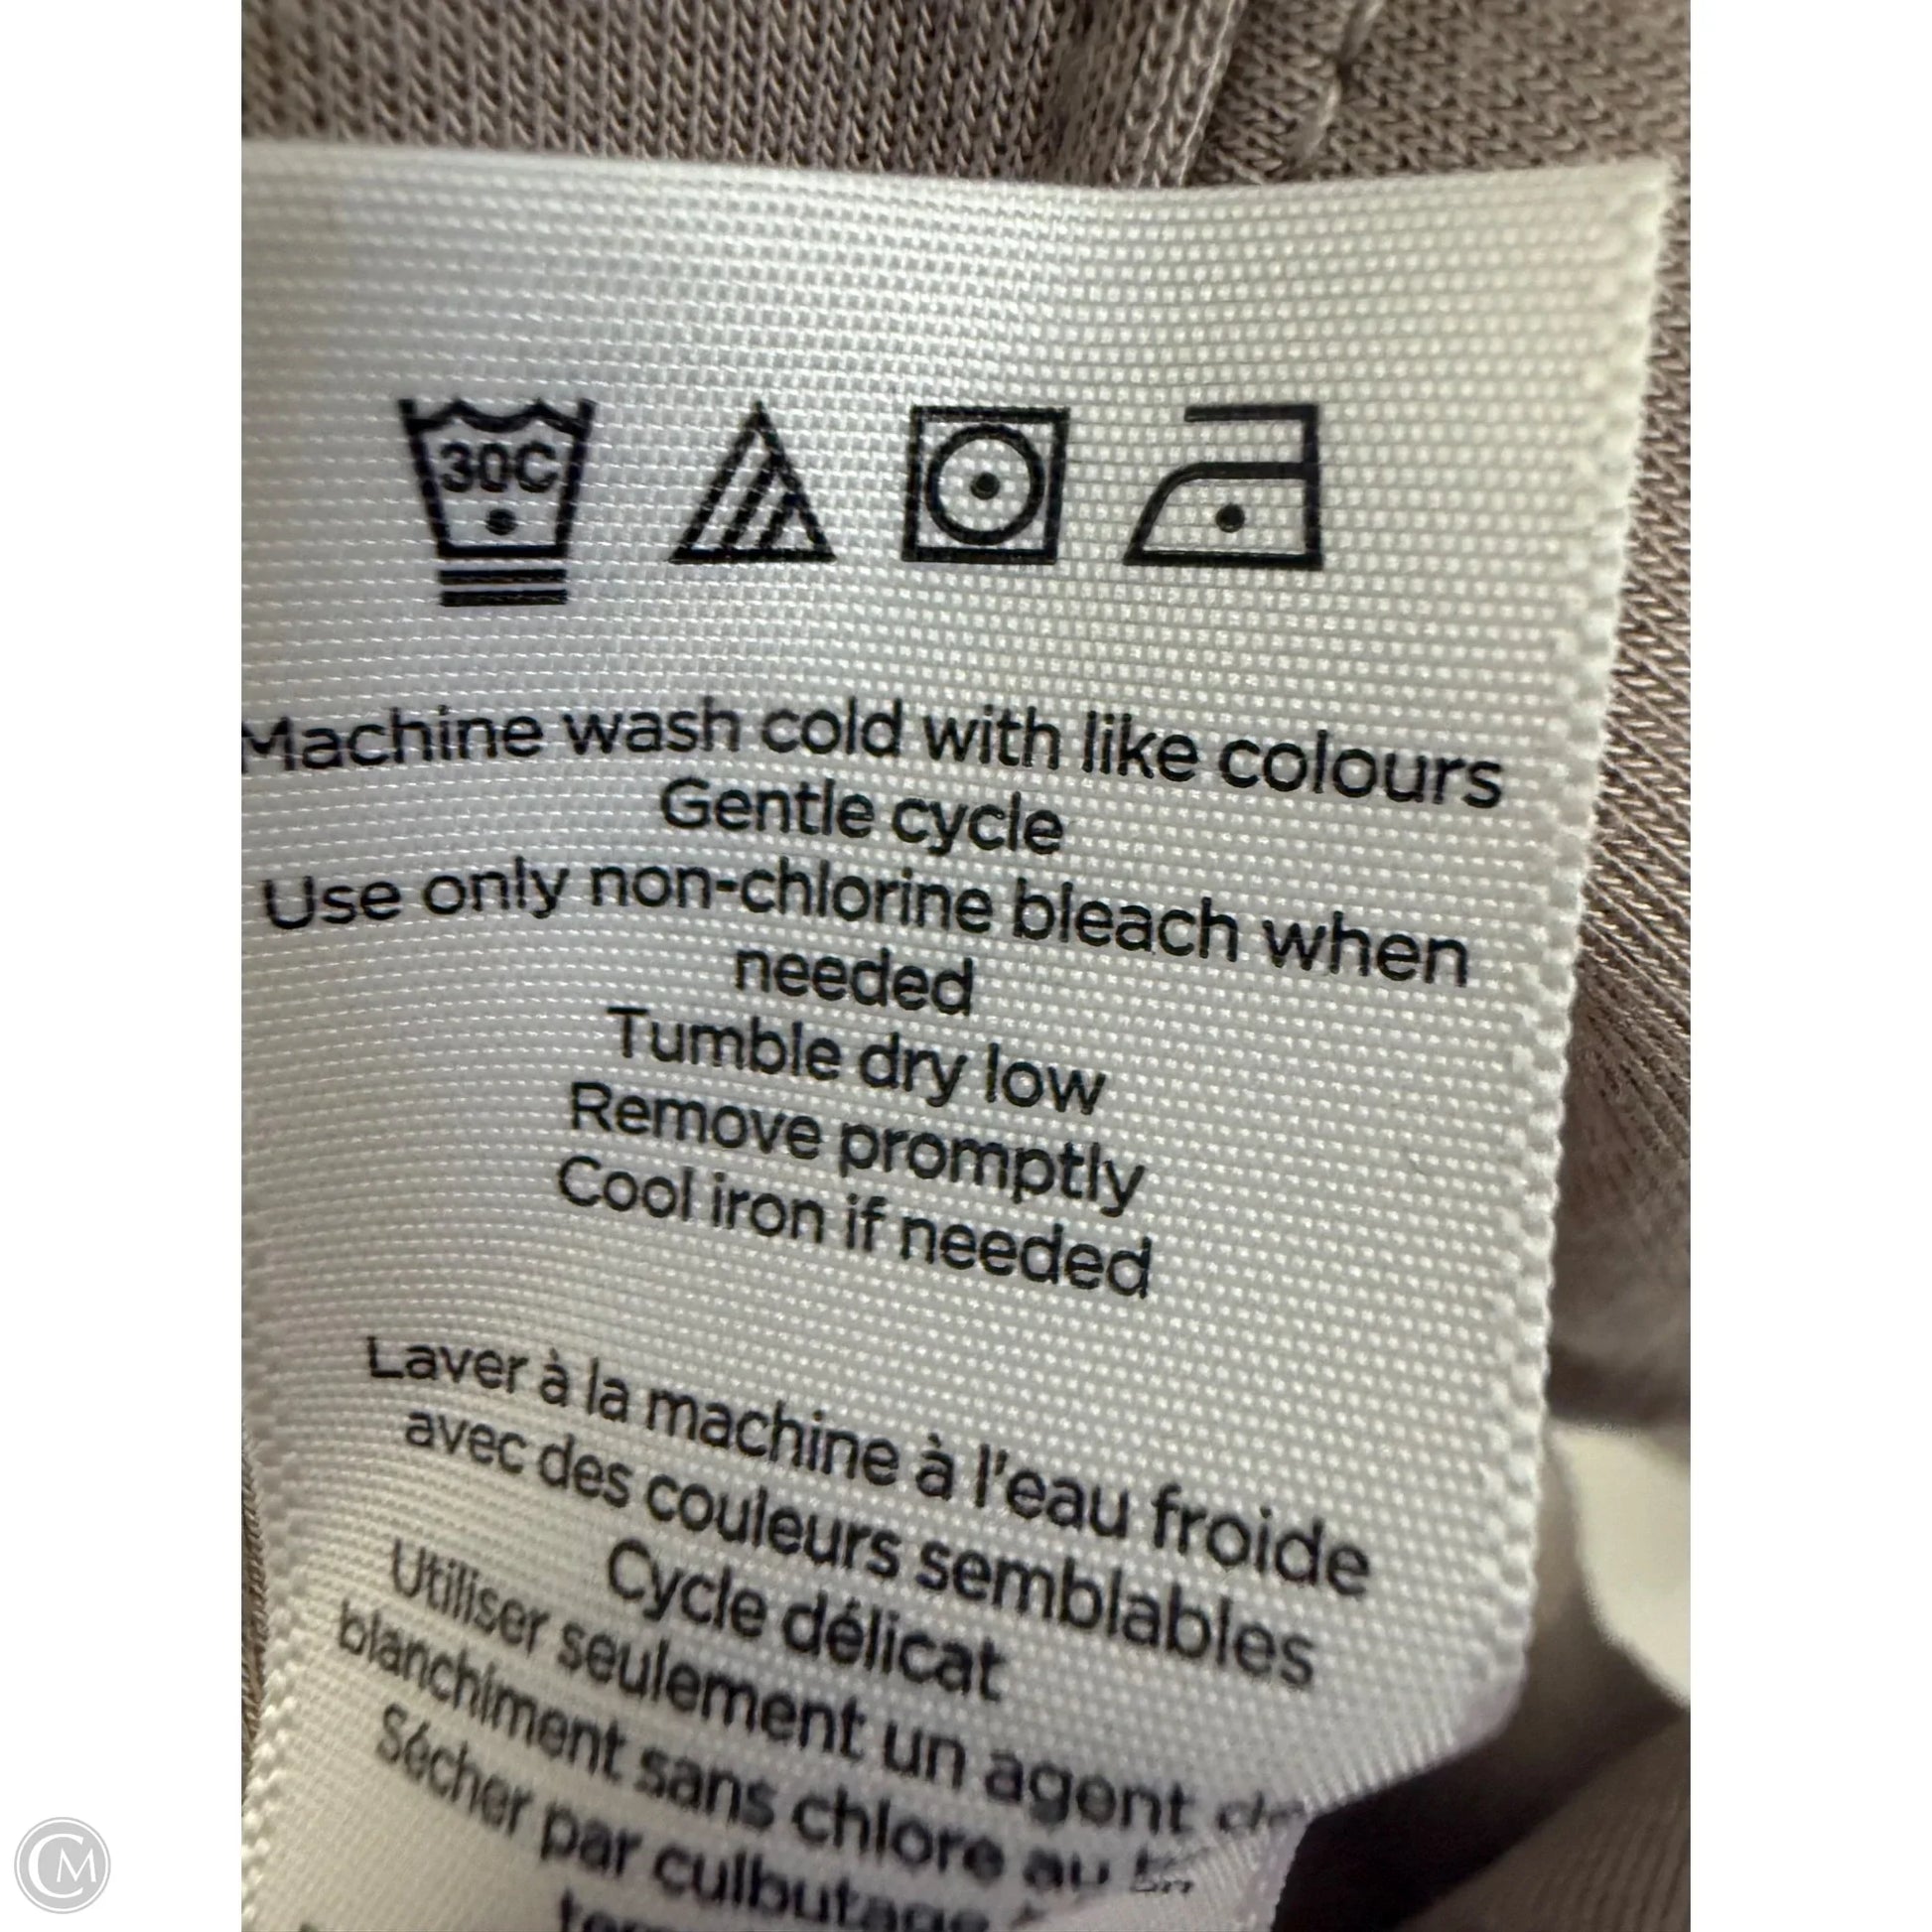 30C
Machine wash cold with like colours
Gentle cycle
Use only non-chlorine bleach when
needed
Tumble dry low
Remove promptly
Cool iron if needed
Laver à la machine à l'eau froide
avec des couleurs semblables
Cycle délicat
Utiliser seulement un agent de
blanchiment sans chlore au
Sécher par culbutage
CM